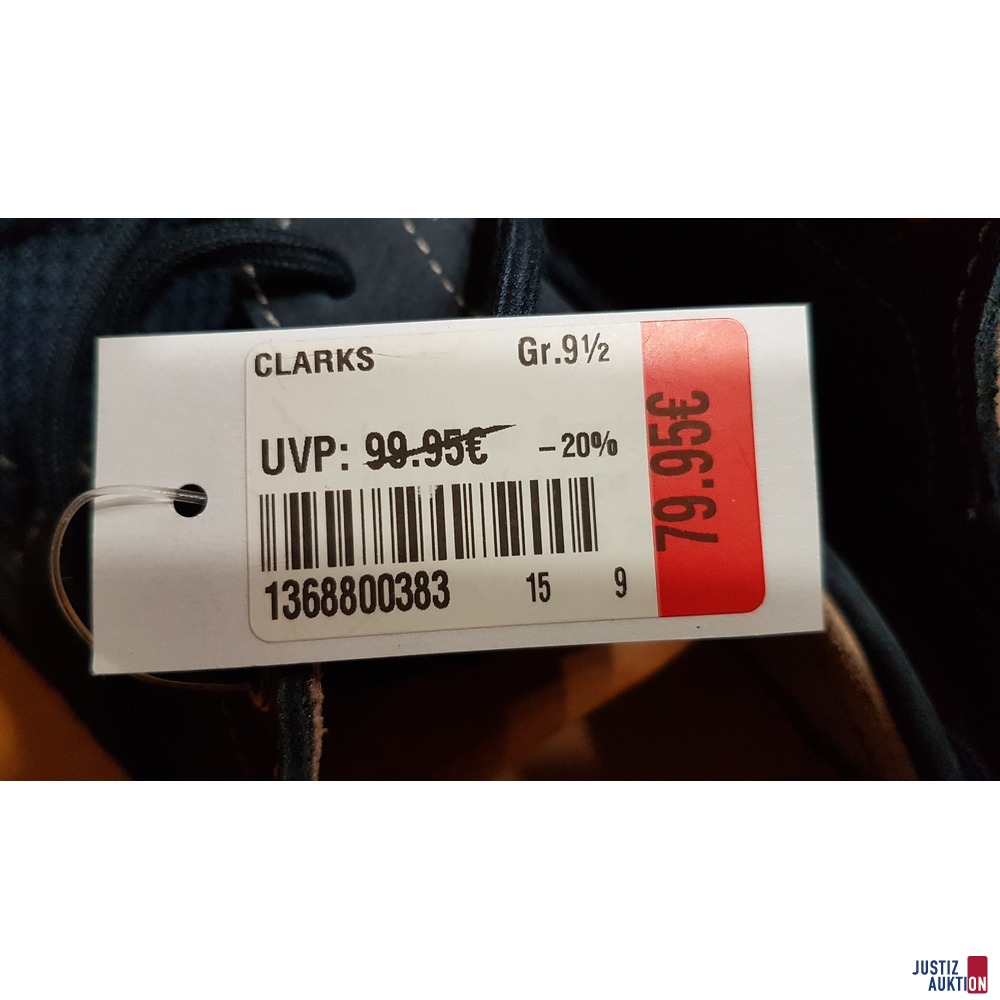 CLARKS Gr.9½
UVP: 99.95€ -20%
79.95€
1368800383 15 9
JUSTIZ
AUKTION